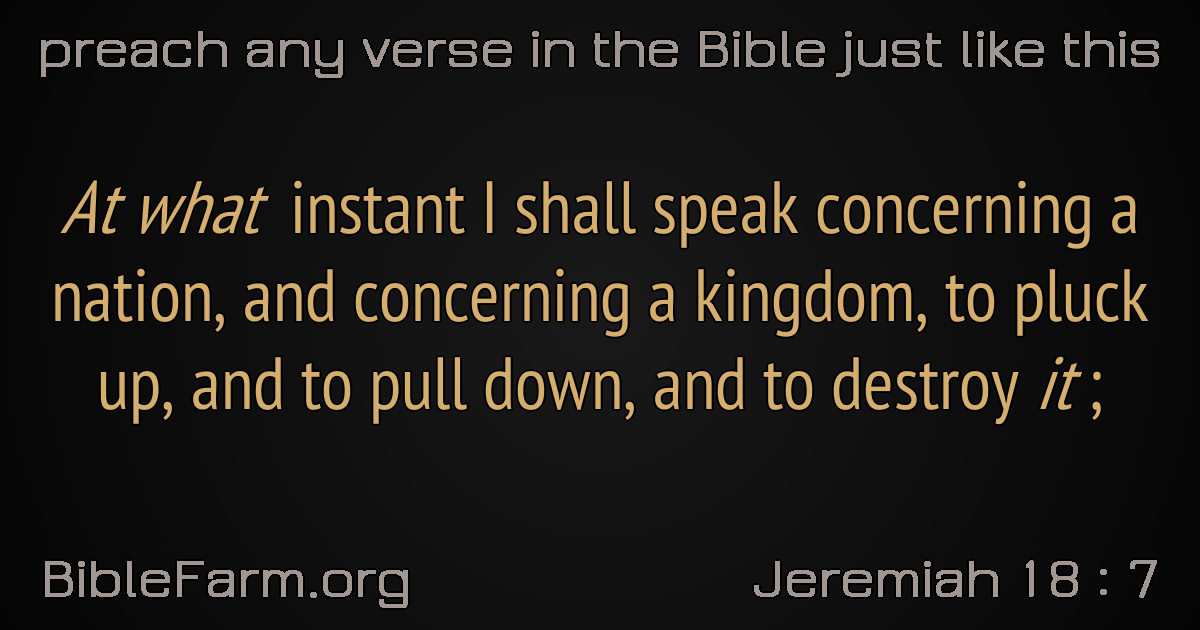 preach any verse in the Bible just like this
At what instant I shall speak concerning a
nation, and concerning a kingdom, to pluck
up, and to pull down, and to destroy it ;
BibleFarm.org
Jeremiah 18 : 7